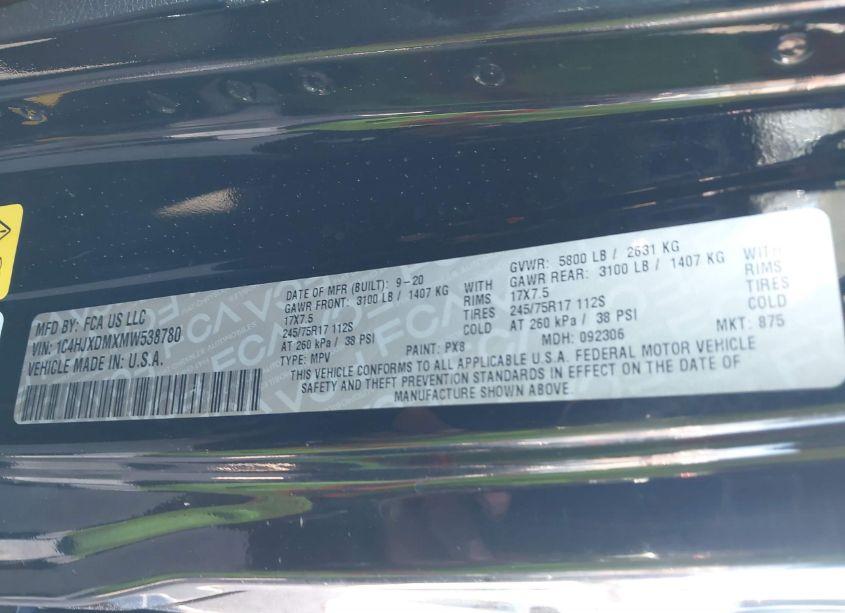 MFD BY: FCA US LLC
VIN: 1C4HJXDMXMW538780
VEHICLE MADE IN: U.S.A.
DATE OF MFR (BUILT): 9-20
GAWR FRONT: 3100 LB / 1407 KG WITH
17X7.5 RIMS
245/75R17 112S TIRES
AT 260 kPa / 38 PSI COLD
GVWR: 5800 LB / 2631 KG
GAWR REAR: 3100 LB / 1407 KG WITH
17X7.5 RIMS
245/75R17 112S TIRES
AT 260 kPa / 38 PSI COLD
TYPE: MPV PAINT: PX8 MDH: 092306 MKT: 875
THIS VEHICLE CONFORMS TO ALL APPLICABLE U.S.A. FEDERAL MOTOR VEHICLE
SAFETY AND THEFT PREVENTION STANDARDS IN EFFECT ON THE DATE OF
MANUFACTURE SHOWN ABOVE.